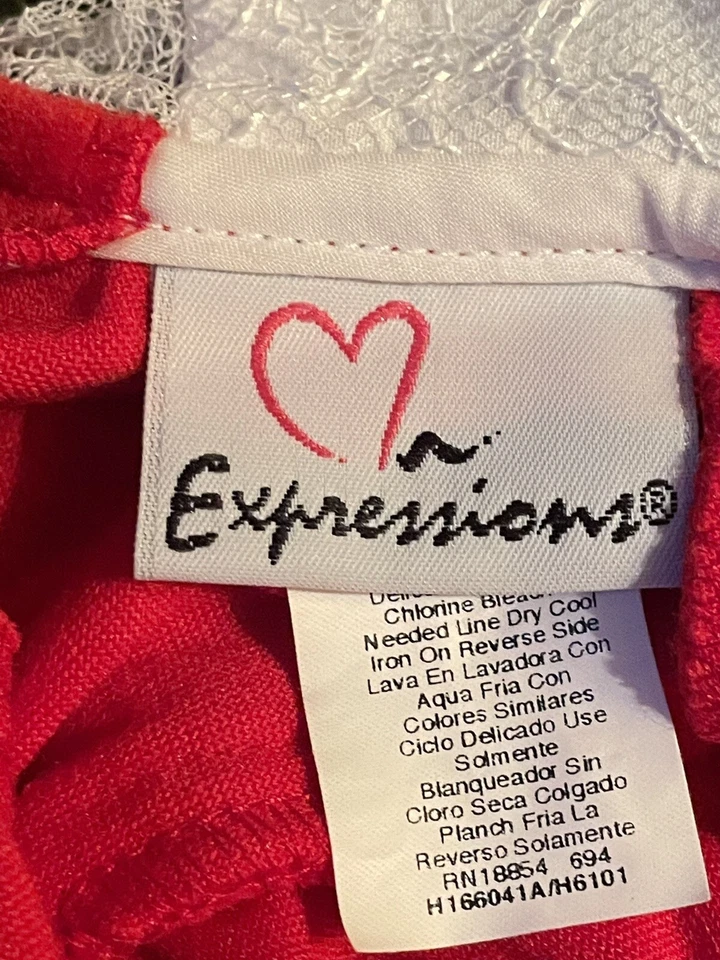 Expressions®
Chlorine Bleach
Needed Line Dry Cool
Iron On Reverse Side
Lava En Lavadora Con
Aqua Fria Con
Colores Similares
Ciclo Delicado Use
Solmente
Blanqueador Sin
Cloro Seca Colgado
Planch Fria La
Reverso Solamente
RN18854 694
H166041A/H6101